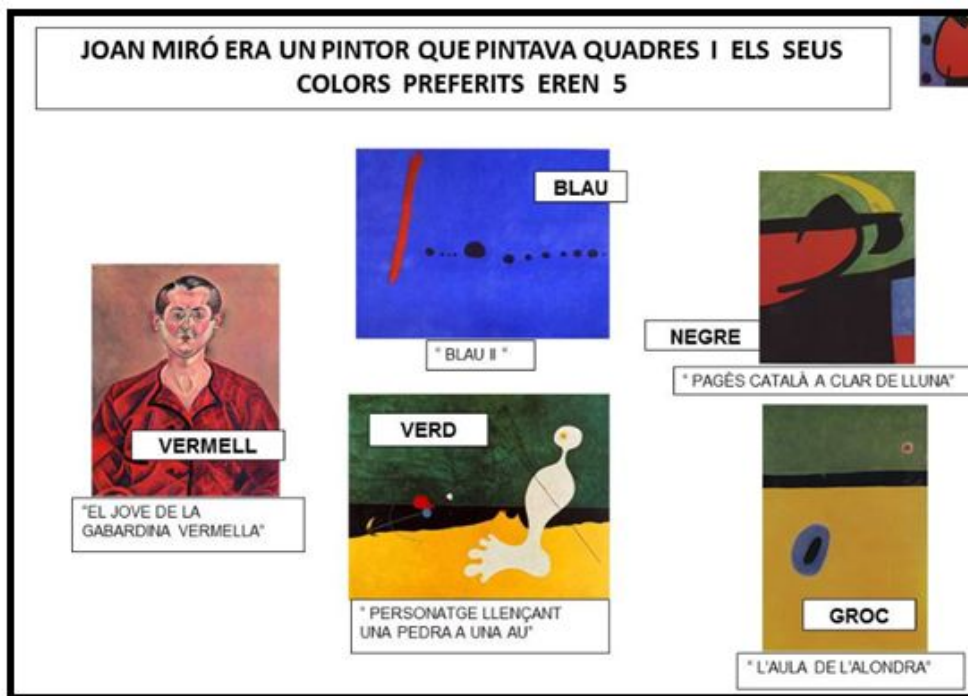 JOAN MIRÓ ERA UN PINTOR QUE PINTAVA QUADRES I ELS SEUS
COLORS PREFERITS EREN 5
BLAU
" BLAU II "
NEGRE
" PAGÈS CATALÀ A CLAR DE LLUNA"
VERMELL
"EL JOVE DE LA
GABARDINA VERMELLA"
VERD
" PERSONATGE LLENÇANT
UNA PEDRA A UNA AU"
GROC
" L'AULA DE L'ALONDRA"